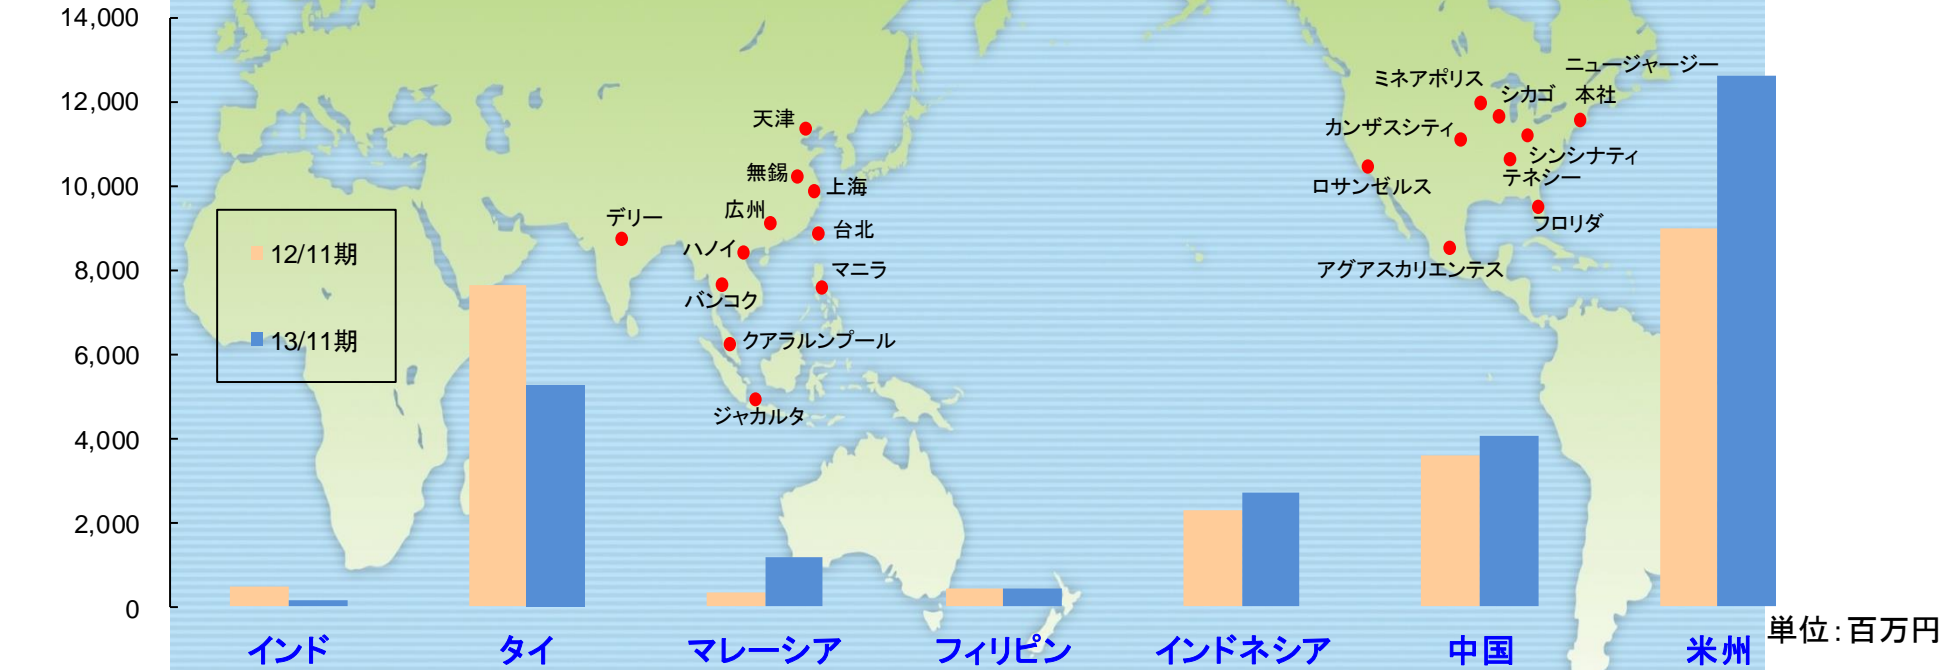 14,000
12,000
10,000
8,000
6,000
4,000
2,000
0
12/11期
13/11期
天津
無錫
上海
広州
台北
デリー
ハノイ
マニラ
バンコク
クアラルンプール
ジャカルタ
ニュージャージー
本社
ミネアポリス
シカゴ
カンザスシティ
シンシナティ
テネシー
ロサンゼルス
フロリダ
アグアスカリエンテス
インド
タイ
マレーシア
フィリピン
インドネシア
中国
米州
単位：百万円